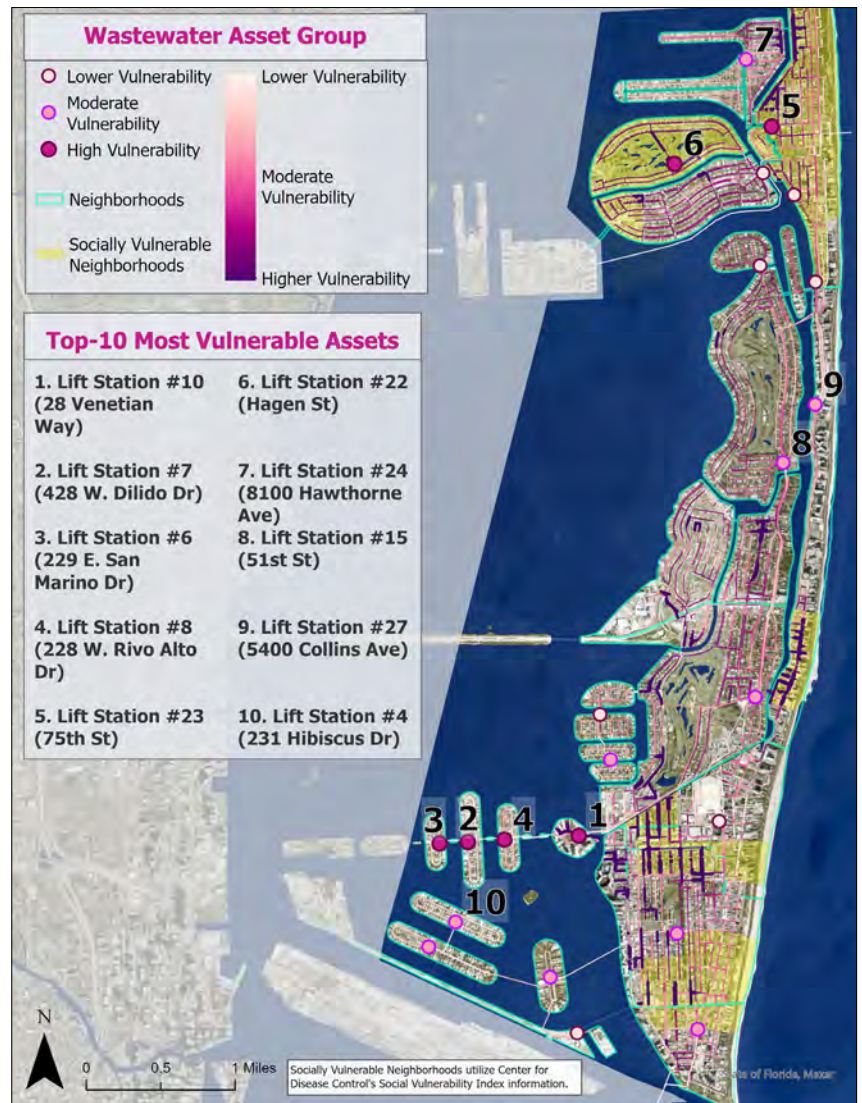 Wastewater Asset Group
Lower Vulnerability
Moderate
Vulnerability
High Vulnerability
Neighborhoods
Socially Vulnerable
Neighborhoods
Lower Vulnerability
Moderate
Vulnerability
Higher Vulnerability
Top-10 Most Vulnerable Assets
1. Lift Station #10
(28 Venetian
Way)
2. Lift Station #7
(428 W. Dilido Dr)
3. Lift Station #6
(229 E. San
Marino Dr)
4. Lift Station #8
(228 W. Rivo Alto
Dr)
5. Lift Station #23
(75th St)
6. Lift Station #22
(Hagen St)
7. Lift Station #24
(8100 Hawthorne
Ave)
8. Lift Station #15
(51st St)
9. Lift Station #27
(5400 Collins Ave)
10. Lift Station #4
(231 Hibiscus Dr)
7
5
6
9
8
1
3 2 4
10
N
0 0.5 1 Miles
Socially Vulnerable Neighborhoods utilize Center for
Disease Control's Social Vulnerability Index information.
of Florida, Maxar